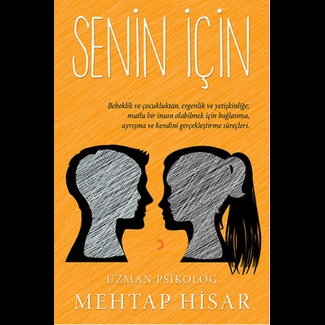 SENİN İÇİN
Bebeklik ve çocukluktan, ergenlik ve yetişkinliğe;
mutlu bir insan olabilmek için bağlanma,
ayrışma ve kendini gerçekleştirme süreçleri.
UZMAN PSİKOLOG
MEHTAP HİSAR